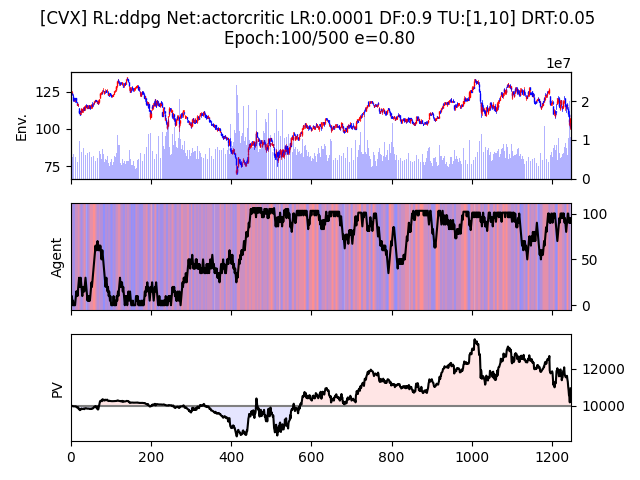 [CVX] RL:ddpg Net:actorcritic LR:0.0001 DF:0.9 TU:[1,10] DRT:0.05
Epoch:100/500 e=0.80
1e7
Env.
125
100
75
2
1
0
Agent
100
50
0
PV
12000
10000
0 200 400 600 800 1000 1200